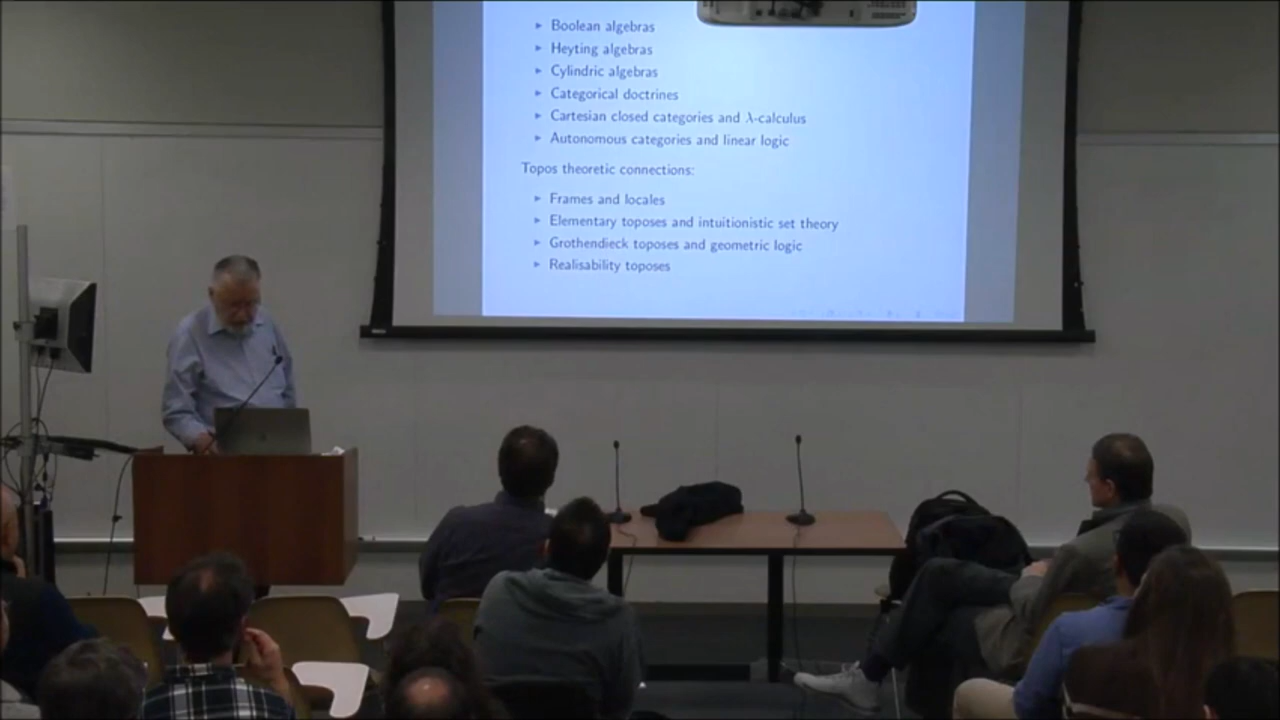 Boolean algebras
Heyting algebras
Cylindric algebras
Categorical doctrines
Cartesian closed categories and λ-calculus
Autonomous categories and linear logic
Topos theoretic connections:
Frames and locales
Elementary toposes and intuitionistic set theory
Grothendieck toposes and geometric logic
Realisability toposes